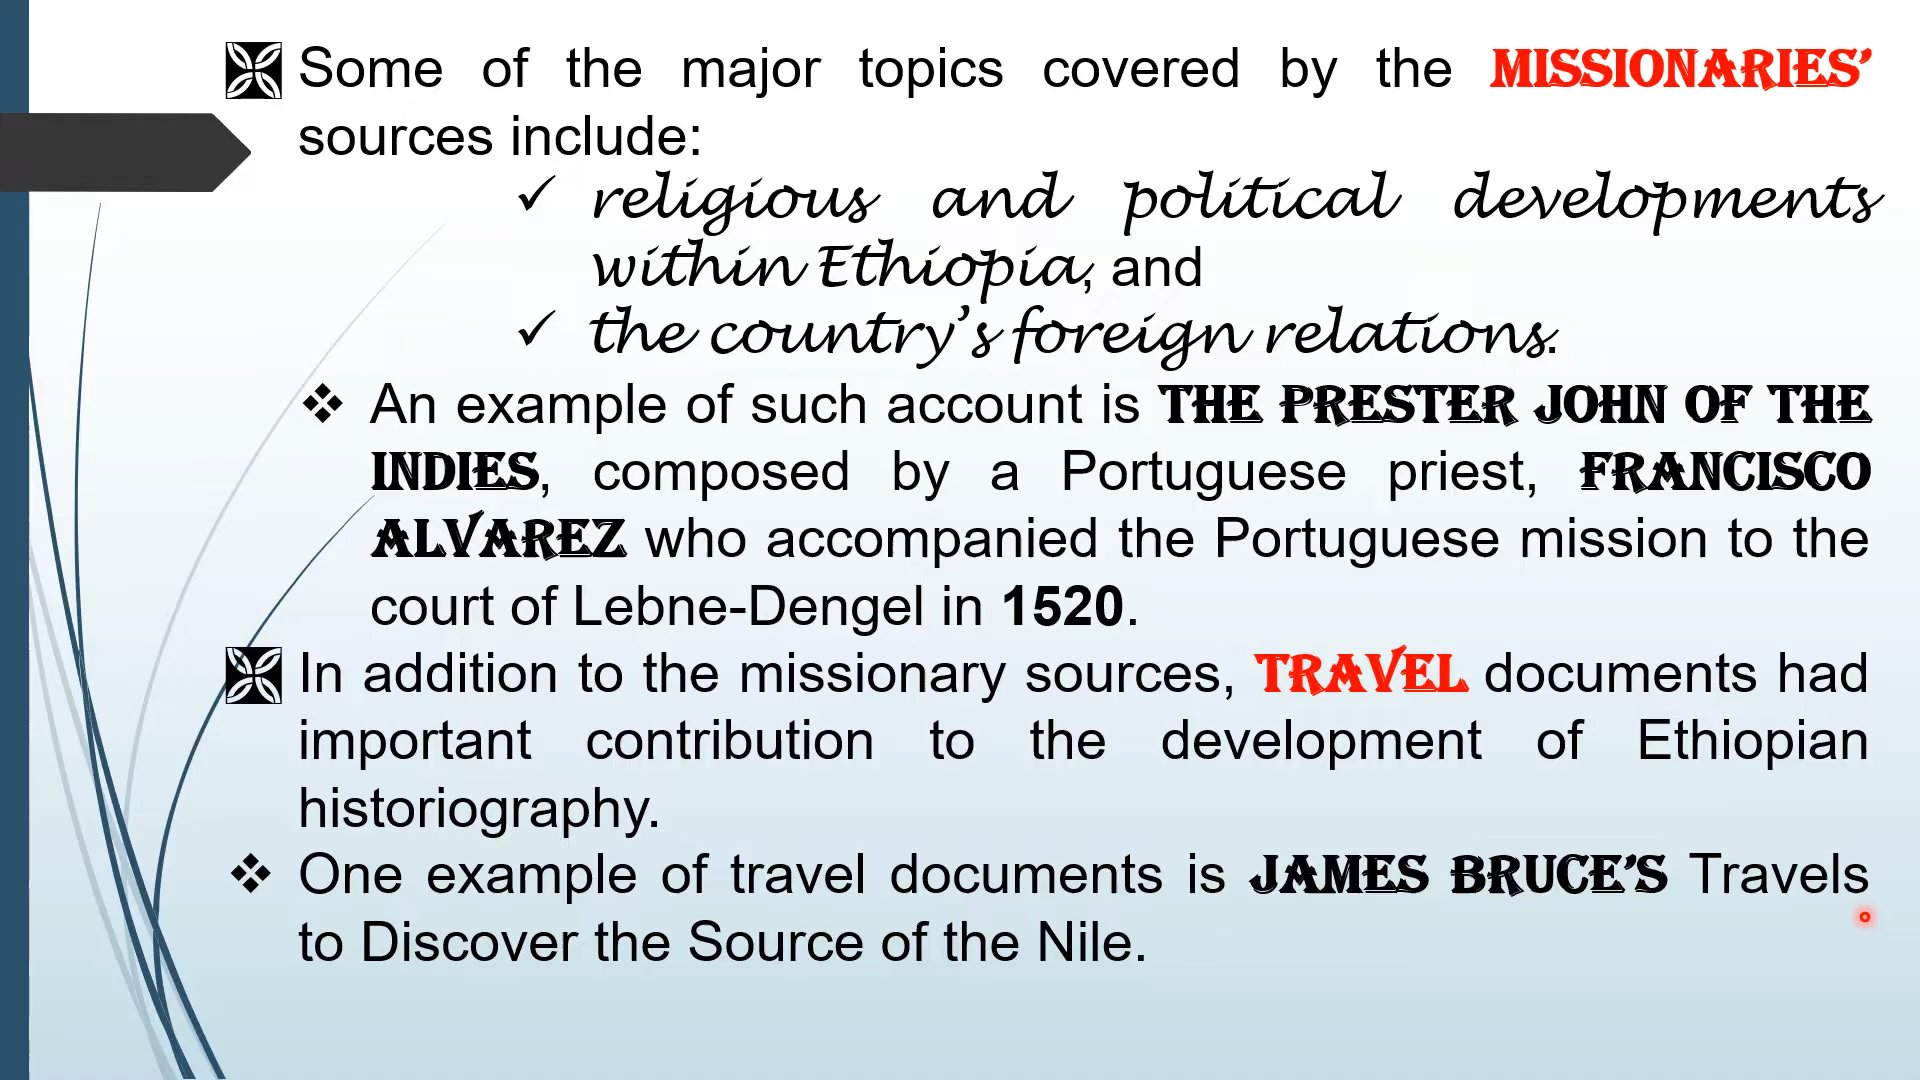 Some of the major topics covered by the MISSIONARIES’
sources include:
✓ religious and political developments
within Ethiopia, and
✓ the country’s foreign relations.
❖ An example of such account is THE PRESTER JOHN OF THE
INDIES, composed by a Portuguese priest, FRANCISCO
ALVAREZ who accompanied the Portuguese mission to the
court of Lebne-Dengel in 1520.
In addition to the missionary sources, TRAVEL documents had
important contribution to the development of Ethiopian
historiography.
❖ One example of travel documents is JAMES BRUCE’S Travels
to Discover the Source of the Nile.